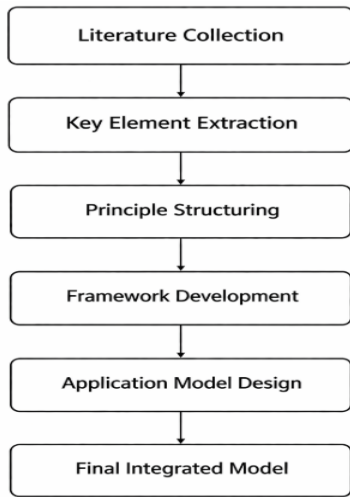 Literature Collection
Key Element Extraction
Principle Structuring
Framework Development
Application Model Design
Final Integrated Model